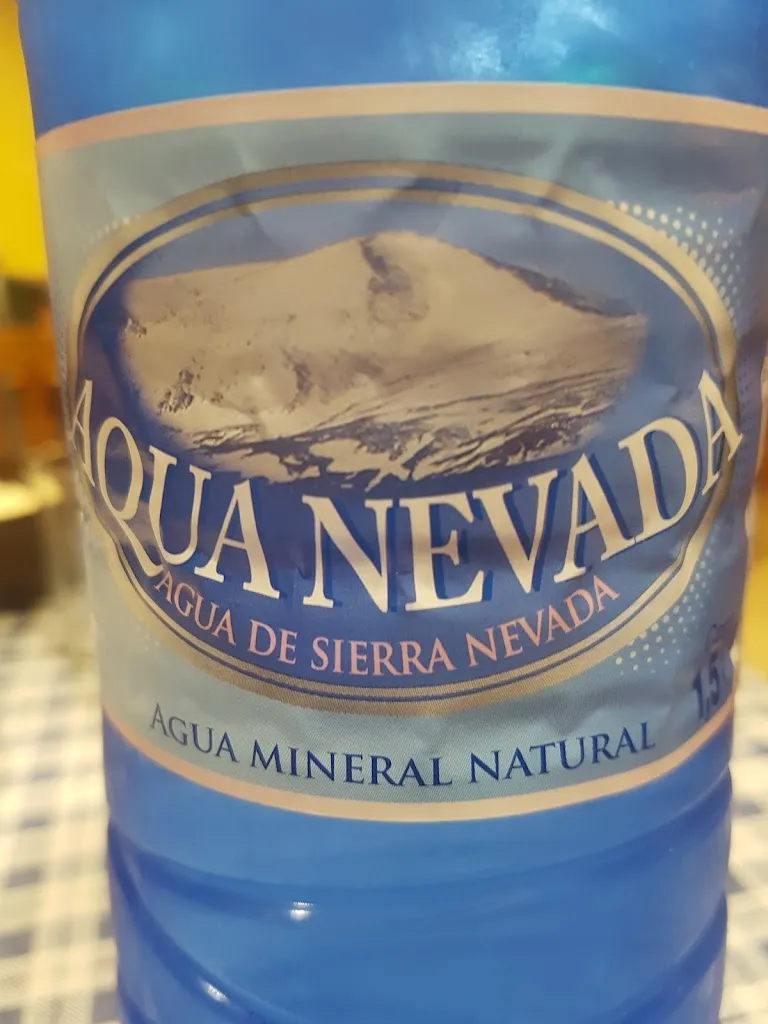 AQUA NEVADA
AGUA DE SIERRA NEVADA
AGUA MINERAL NATURAL
1,5